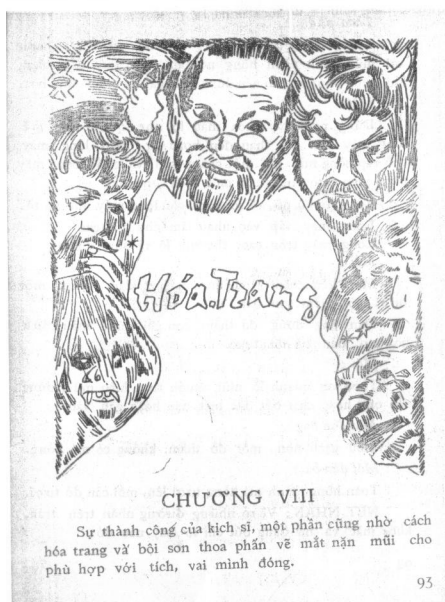 Hóa.Trang
CHƯƠNG VIII
Sự thành công của kịch sĩ, một phần cũng nhờ cách
hóa trang và bôi son thoa phấn vẽ mắt nặn mũi cho
phù hợp với tích, vai mình đóng.
93